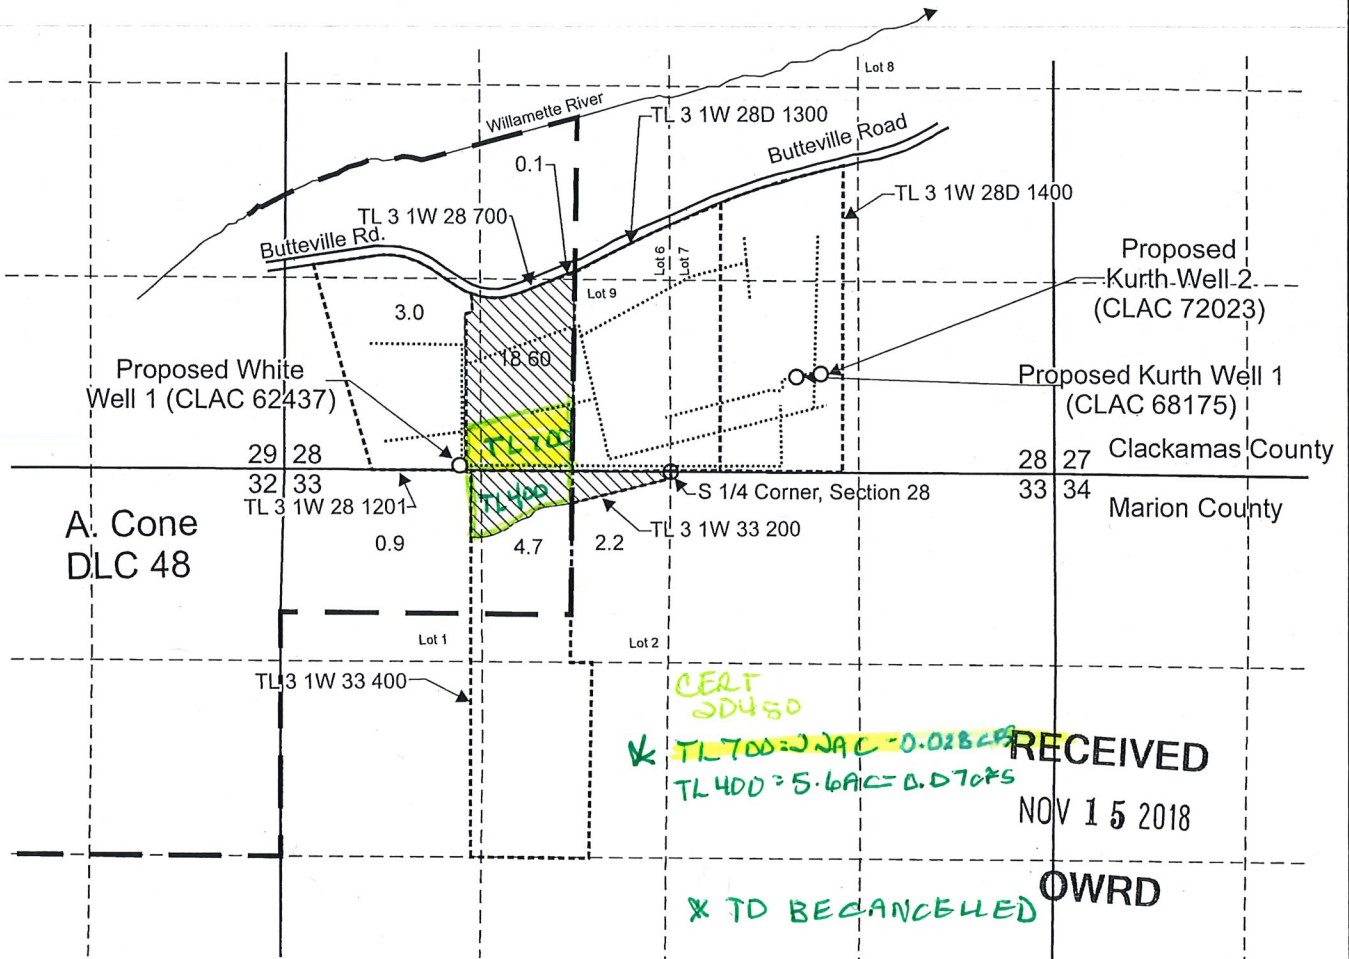 Lot 8
Willamette River
TL 3 1W 28D 1300
Butteville Road
0.1
TL 3 1W 28D 1400
TL 3 1W 28 700
Butteville Rd.
Proposed
Kurth Well 2
(CLAC 72023)
Lot 6
Lot 7
Lot 9
3.0
18.60
Proposed White
Well 1 (CLAC 62437)
Proposed Kurth Well 1
(CLAC 68175)
TL 700
29 28
28 27
Clackamas County
32 33
33 34
Marion County
TL 400
S 1/4 Corner, Section 28
TL 3 1W 28 1201
A. Cone
DLC 48
TL 3 1W 33 200
0.9
4.7
2.2
Lot 1
Lot 2
TL 3 1W 33 400
CERT
TL 700 = AC - 0.028 CFS
TL 400 = 5.6AC = 0.07 CFS
RECEIVED
NOV 15 2018
OWRD
* TO BE CANCELLED